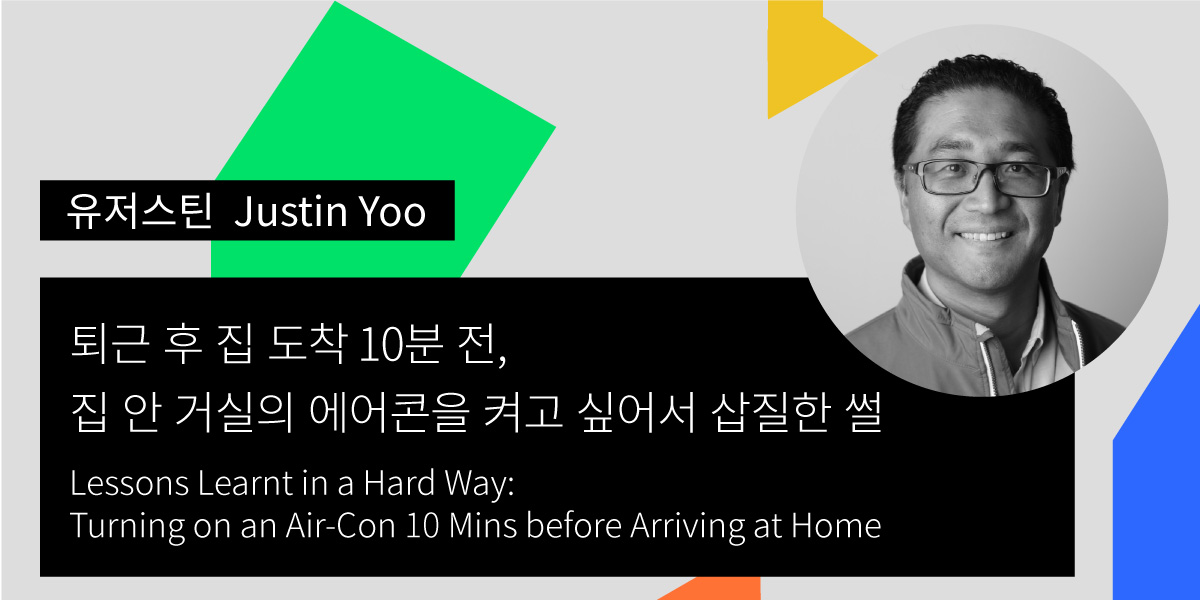 유저스틴 Justin Yoo
퇴근 후 집 도착 10분 전,
집 안 거실의 에어콘을 켜고 싶어서 삽질한 썰
Lessons Learnt in a Hard Way:
Turning on an Air-Con 10 Mins before Arriving at Home